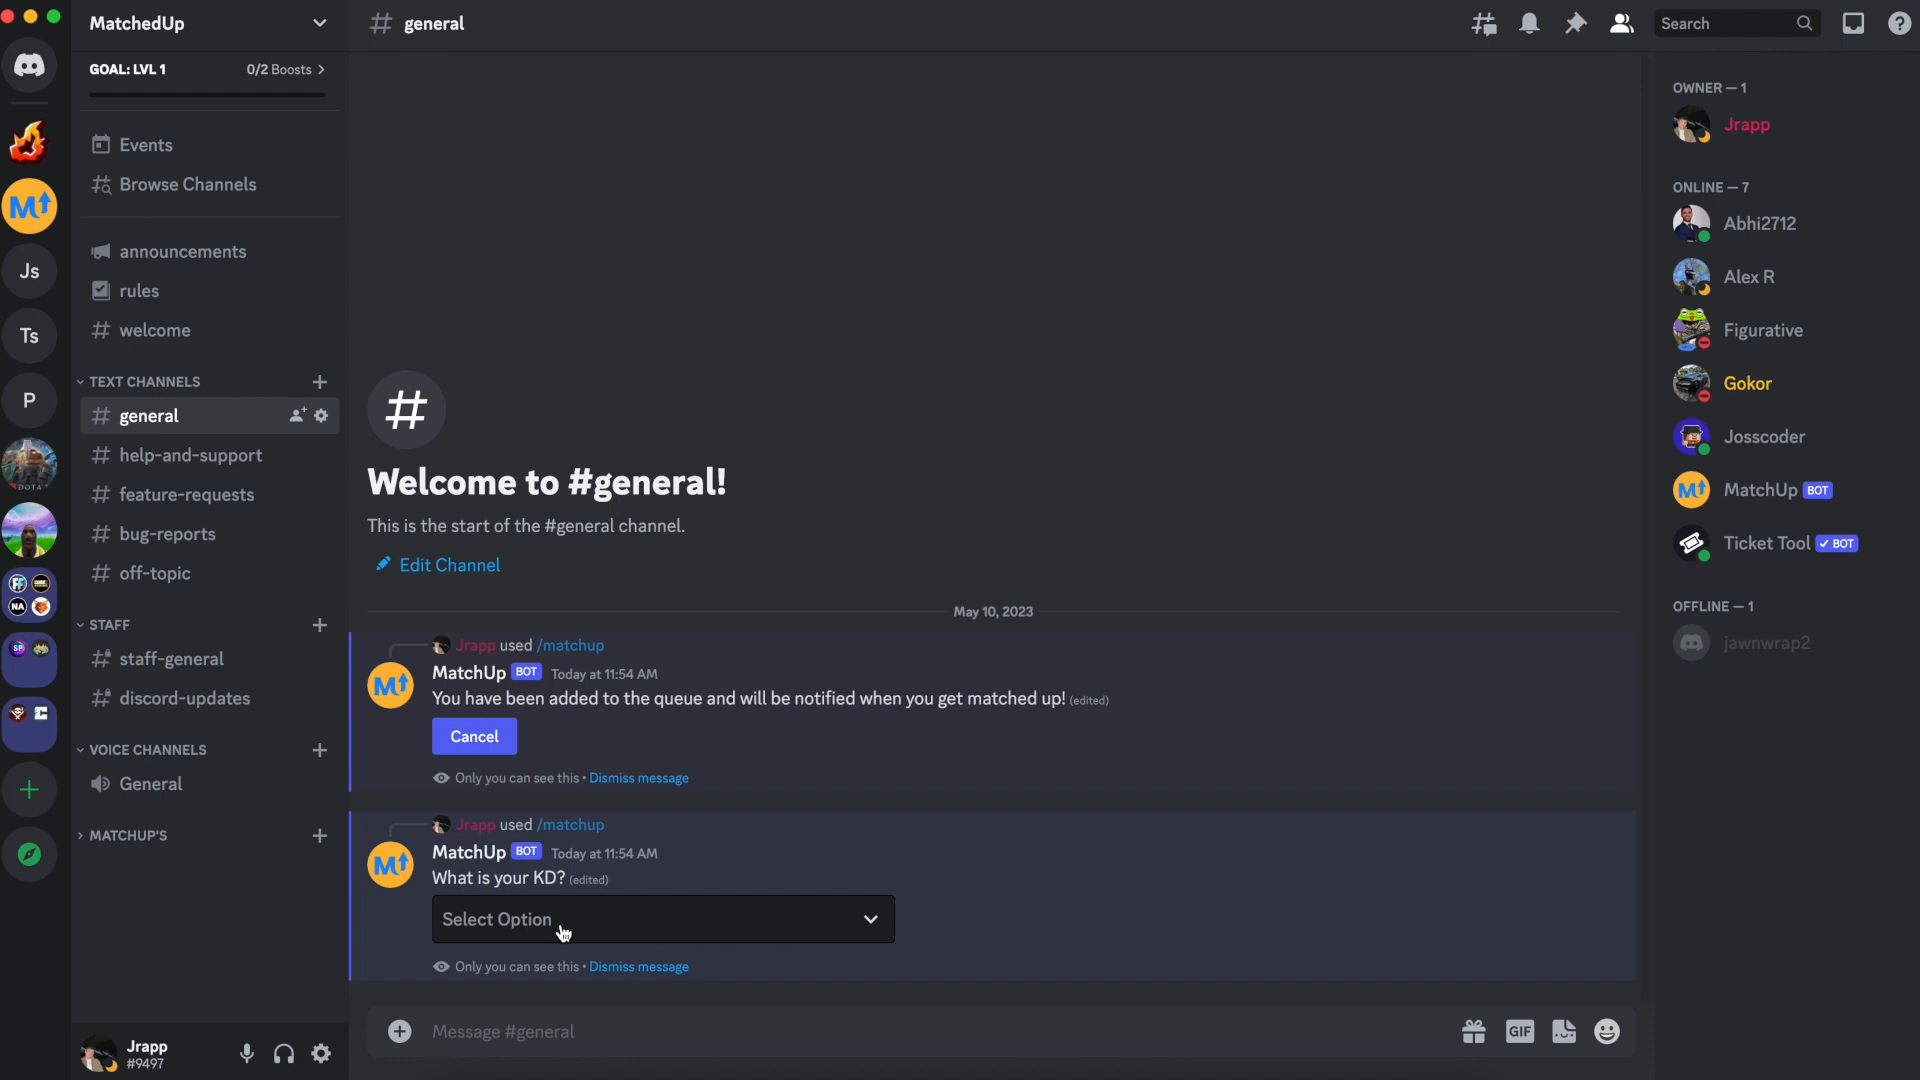 MatchedUp
GOAL: LVL 1 0/2 Boosts
Events
Browse Channels
announcements
rules
welcome
TEXT CHANNELS
general
help-and-support
feature-requests
bug-reports
off-topic
STAFF
staff-general
discord-updates
VOICE CHANNELS
General
MATCHUP'S
Jrapp
#9497
M
Js
Ts
P
DOTA
FF
NA
SP
# general
Search
#
Welcome to #general!
This is the start of the #general channel.
Edit Channel
May 10, 2023
Jrapp used /matchup
MatchUp BOT Today at 11:54 AM
You have been added to the queue and will be notified when you get matched up! (edited)
Cancel
Only you can see this • Dismiss message
Jrapp used /matchup
MatchUp BOT Today at 11:54 AM
What is your KD? (edited)
Select Option
Only you can see this • Dismiss message
Message #general
GIF
OWNER — 1
Jrapp
ONLINE — 7
Abhi2712
Alex R
Figurative
Gokor
Josscoder
MatchUp BOT
Ticket Tool BOT
OFFLINE — 1
jawnwrap2